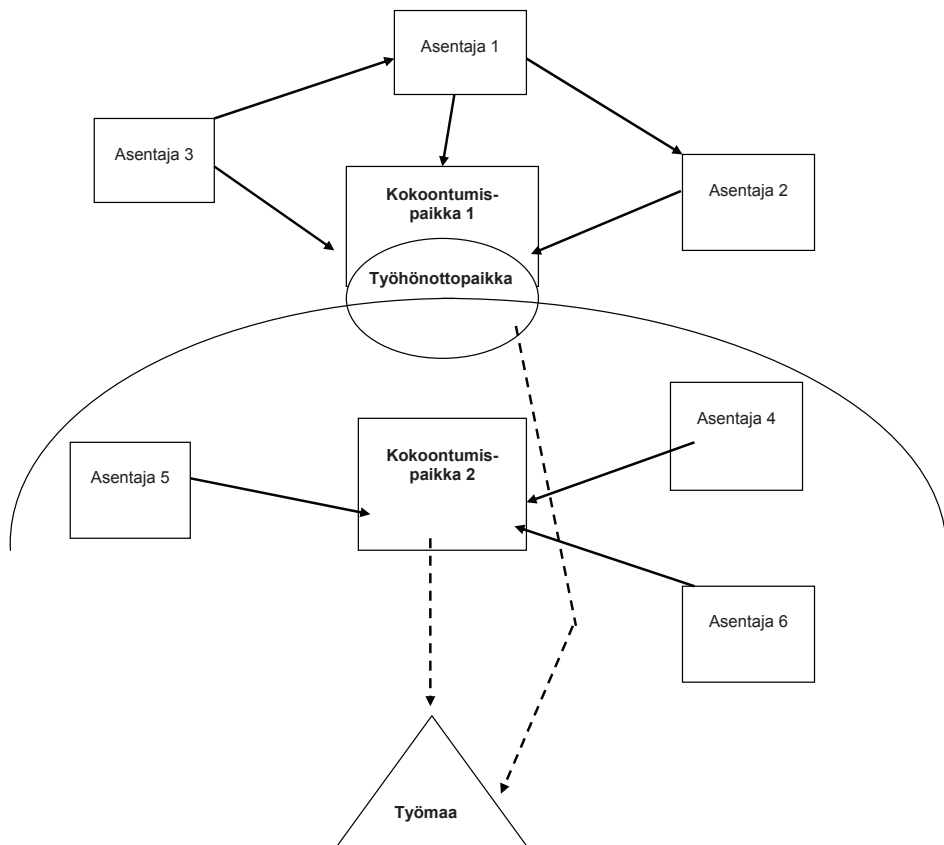 Asentaja 1
Asentaja 3
Asentaja 2
Kokoontumis-
paikka 1
Työhönottopaikka
Asentaja 4
Kokoontumis-
paikka 2
Asentaja 5
Asentaja 6
Työmaa